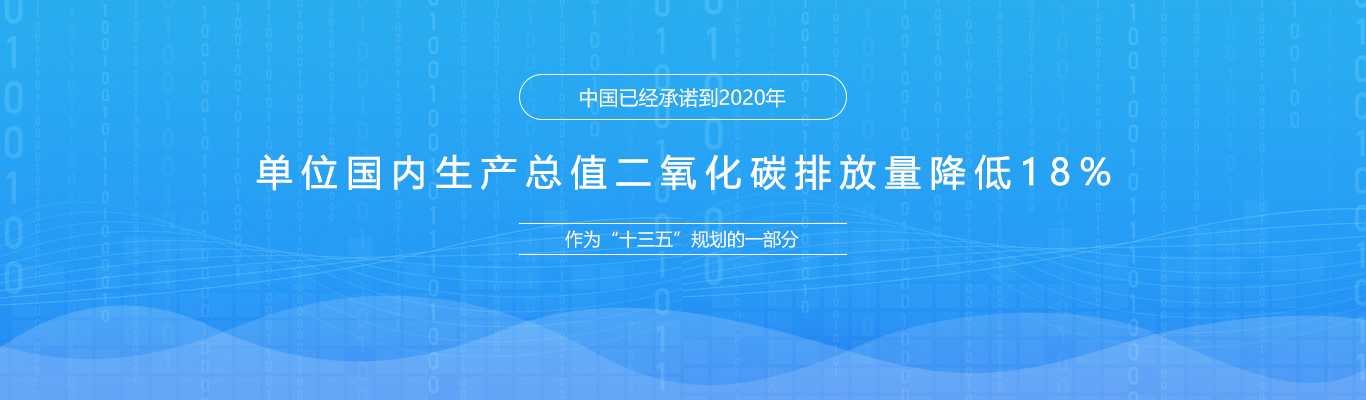 中国已经承诺到2020年
单位国内生产总值二氧化碳排放量降低18%
作为“十三五”规划的一部分